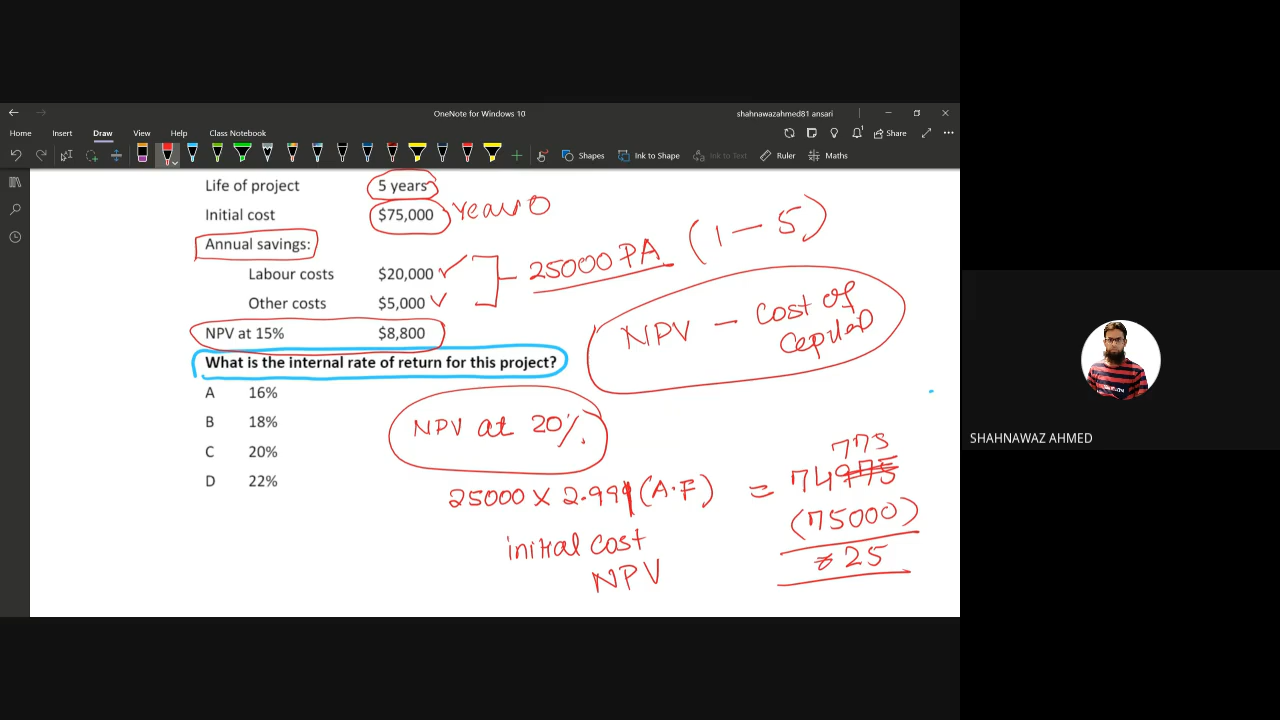 OneNote for Windows 10
shahnawazahmed81 ansari
Home Insert Draw View Help Class Notebook
Share
Shapes Ink to Shape Ink to Text Ruler Maths
Life of project 5 years
Initial cost $75,000 Year 0
Annual savings:
Labour costs $20,000
Other costs $5,000
25000 PA (1 - 5)
NPV at 15% $8,800
NPV - Cost of
Capital
What is the internal rate of return for this project?
A 16%
B 18%
C 20%
D 22%
NPV at 20%
775
25000 x 2.991 (A.F) = 74975
initial cost (75000)
NPV 25
SHAHNAWAZ AHMED